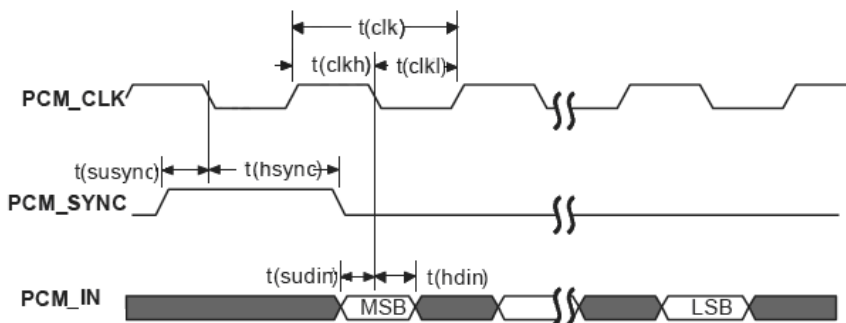 t(clk)
t(clkh) t(clkl)
PCM_CLK
t(susync) t(hsync)
PCM_SYNC
t(sudin) t(hdin)
PCM_IN MSB LSB